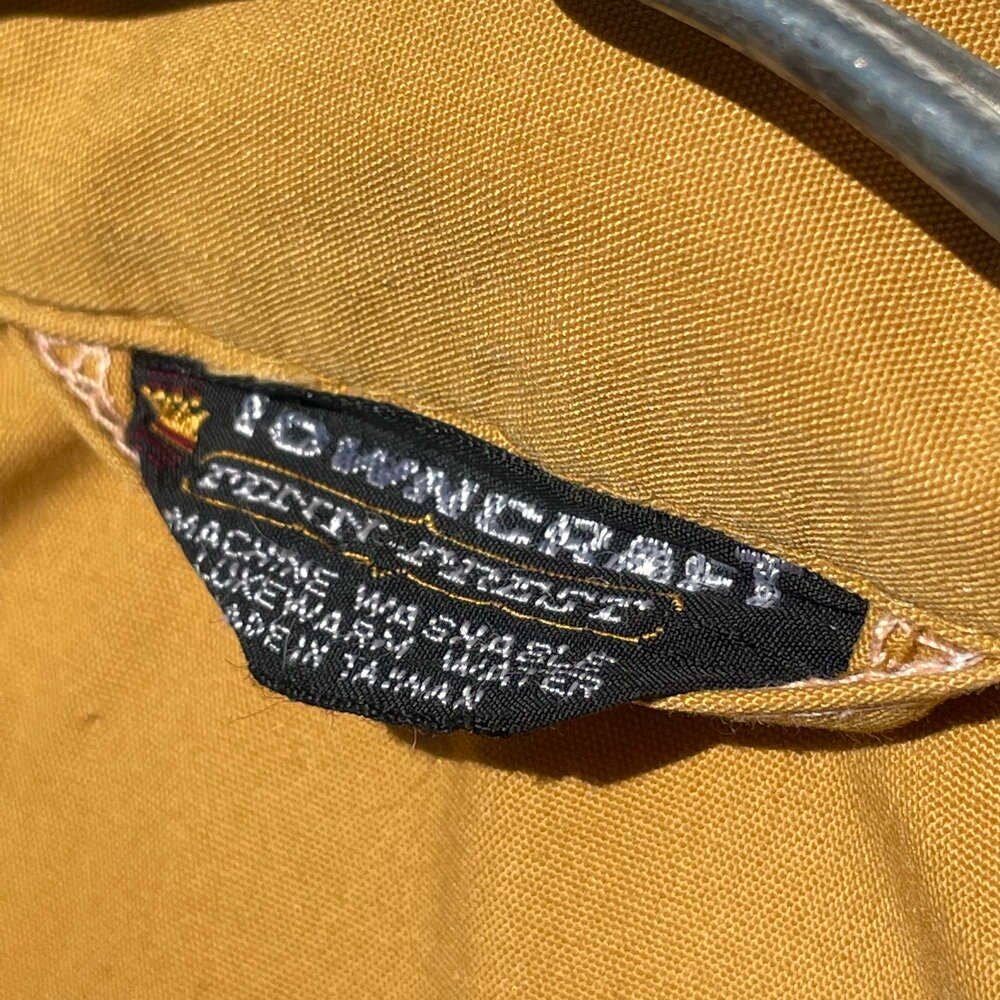 TOWNCRAFT
PENN-PREST
MACHINE WASHABLE
LUKEWARM WATER
MADE IN TAIWAN